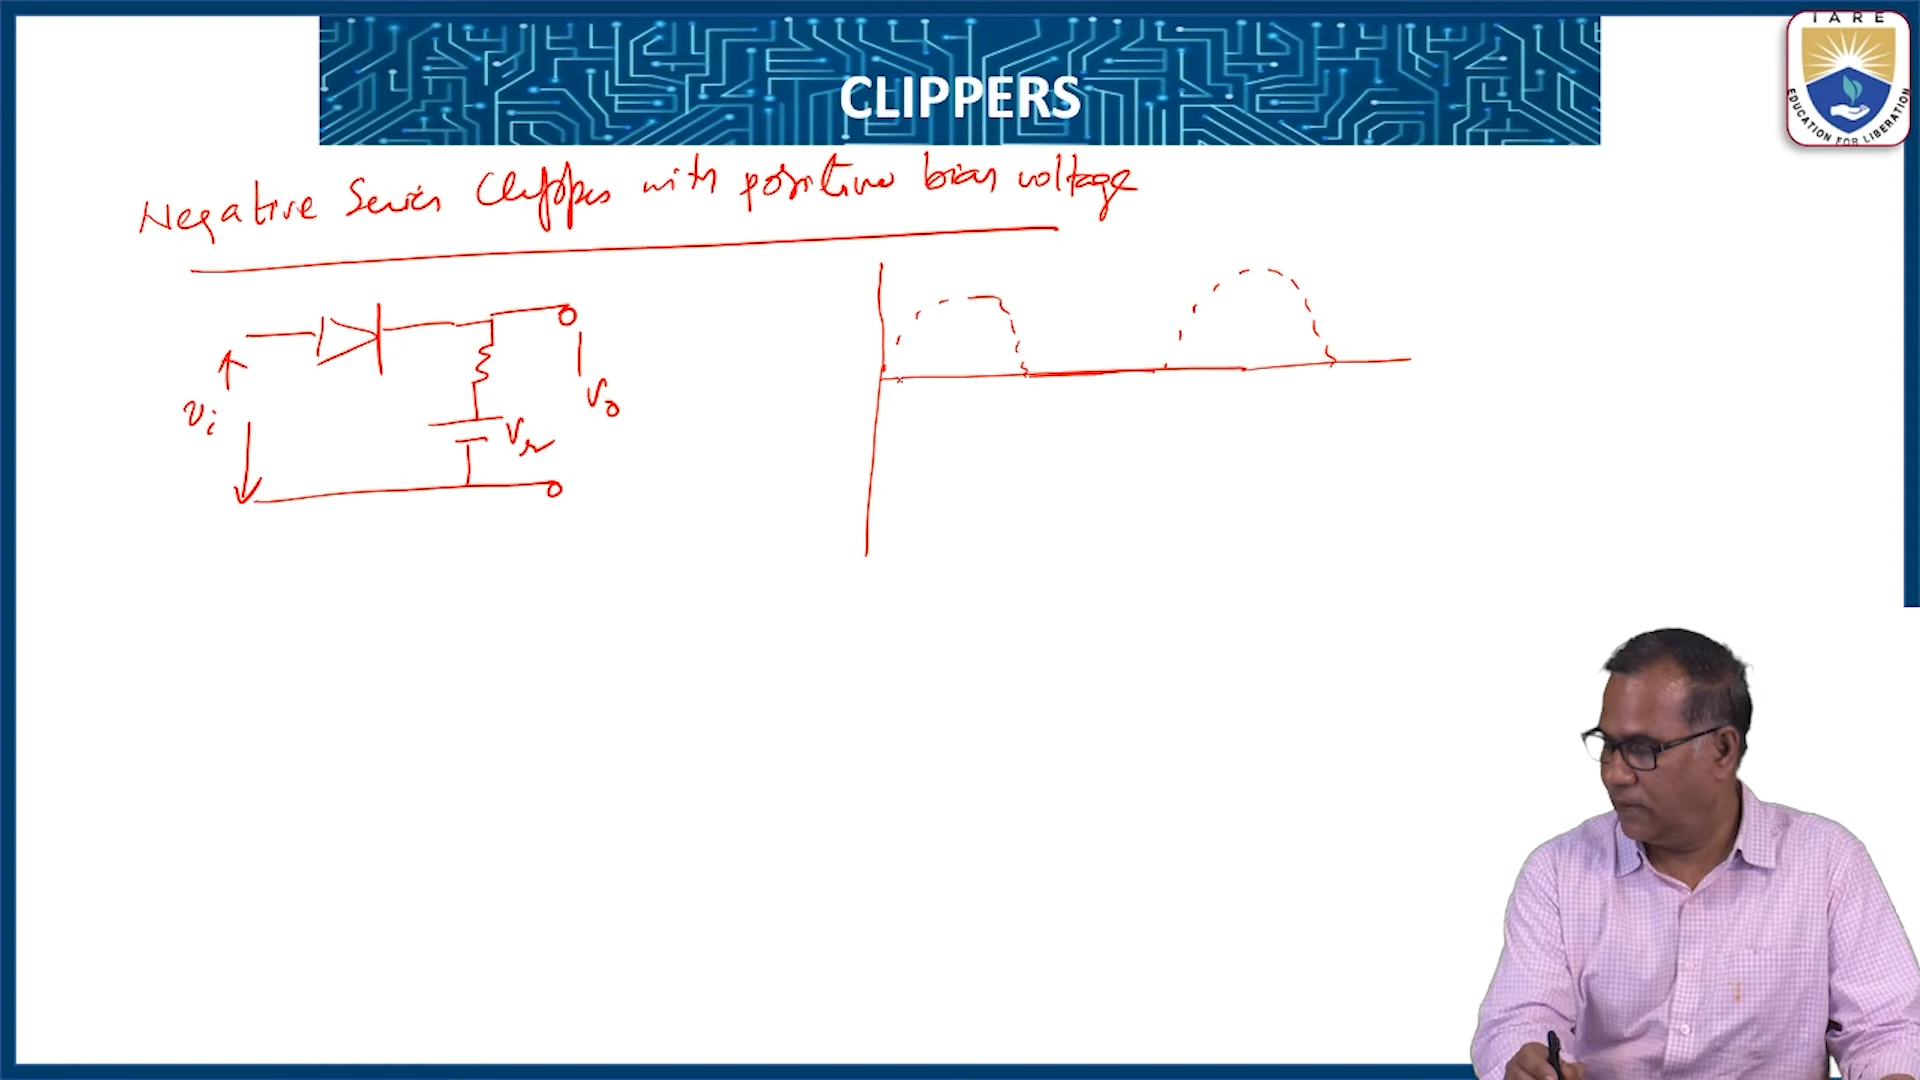 CLIPPERS
IARE
EDUCATION FOR LIBERATION
Negative Series Clippers with positive bias voltage
vi
Vr
Vo